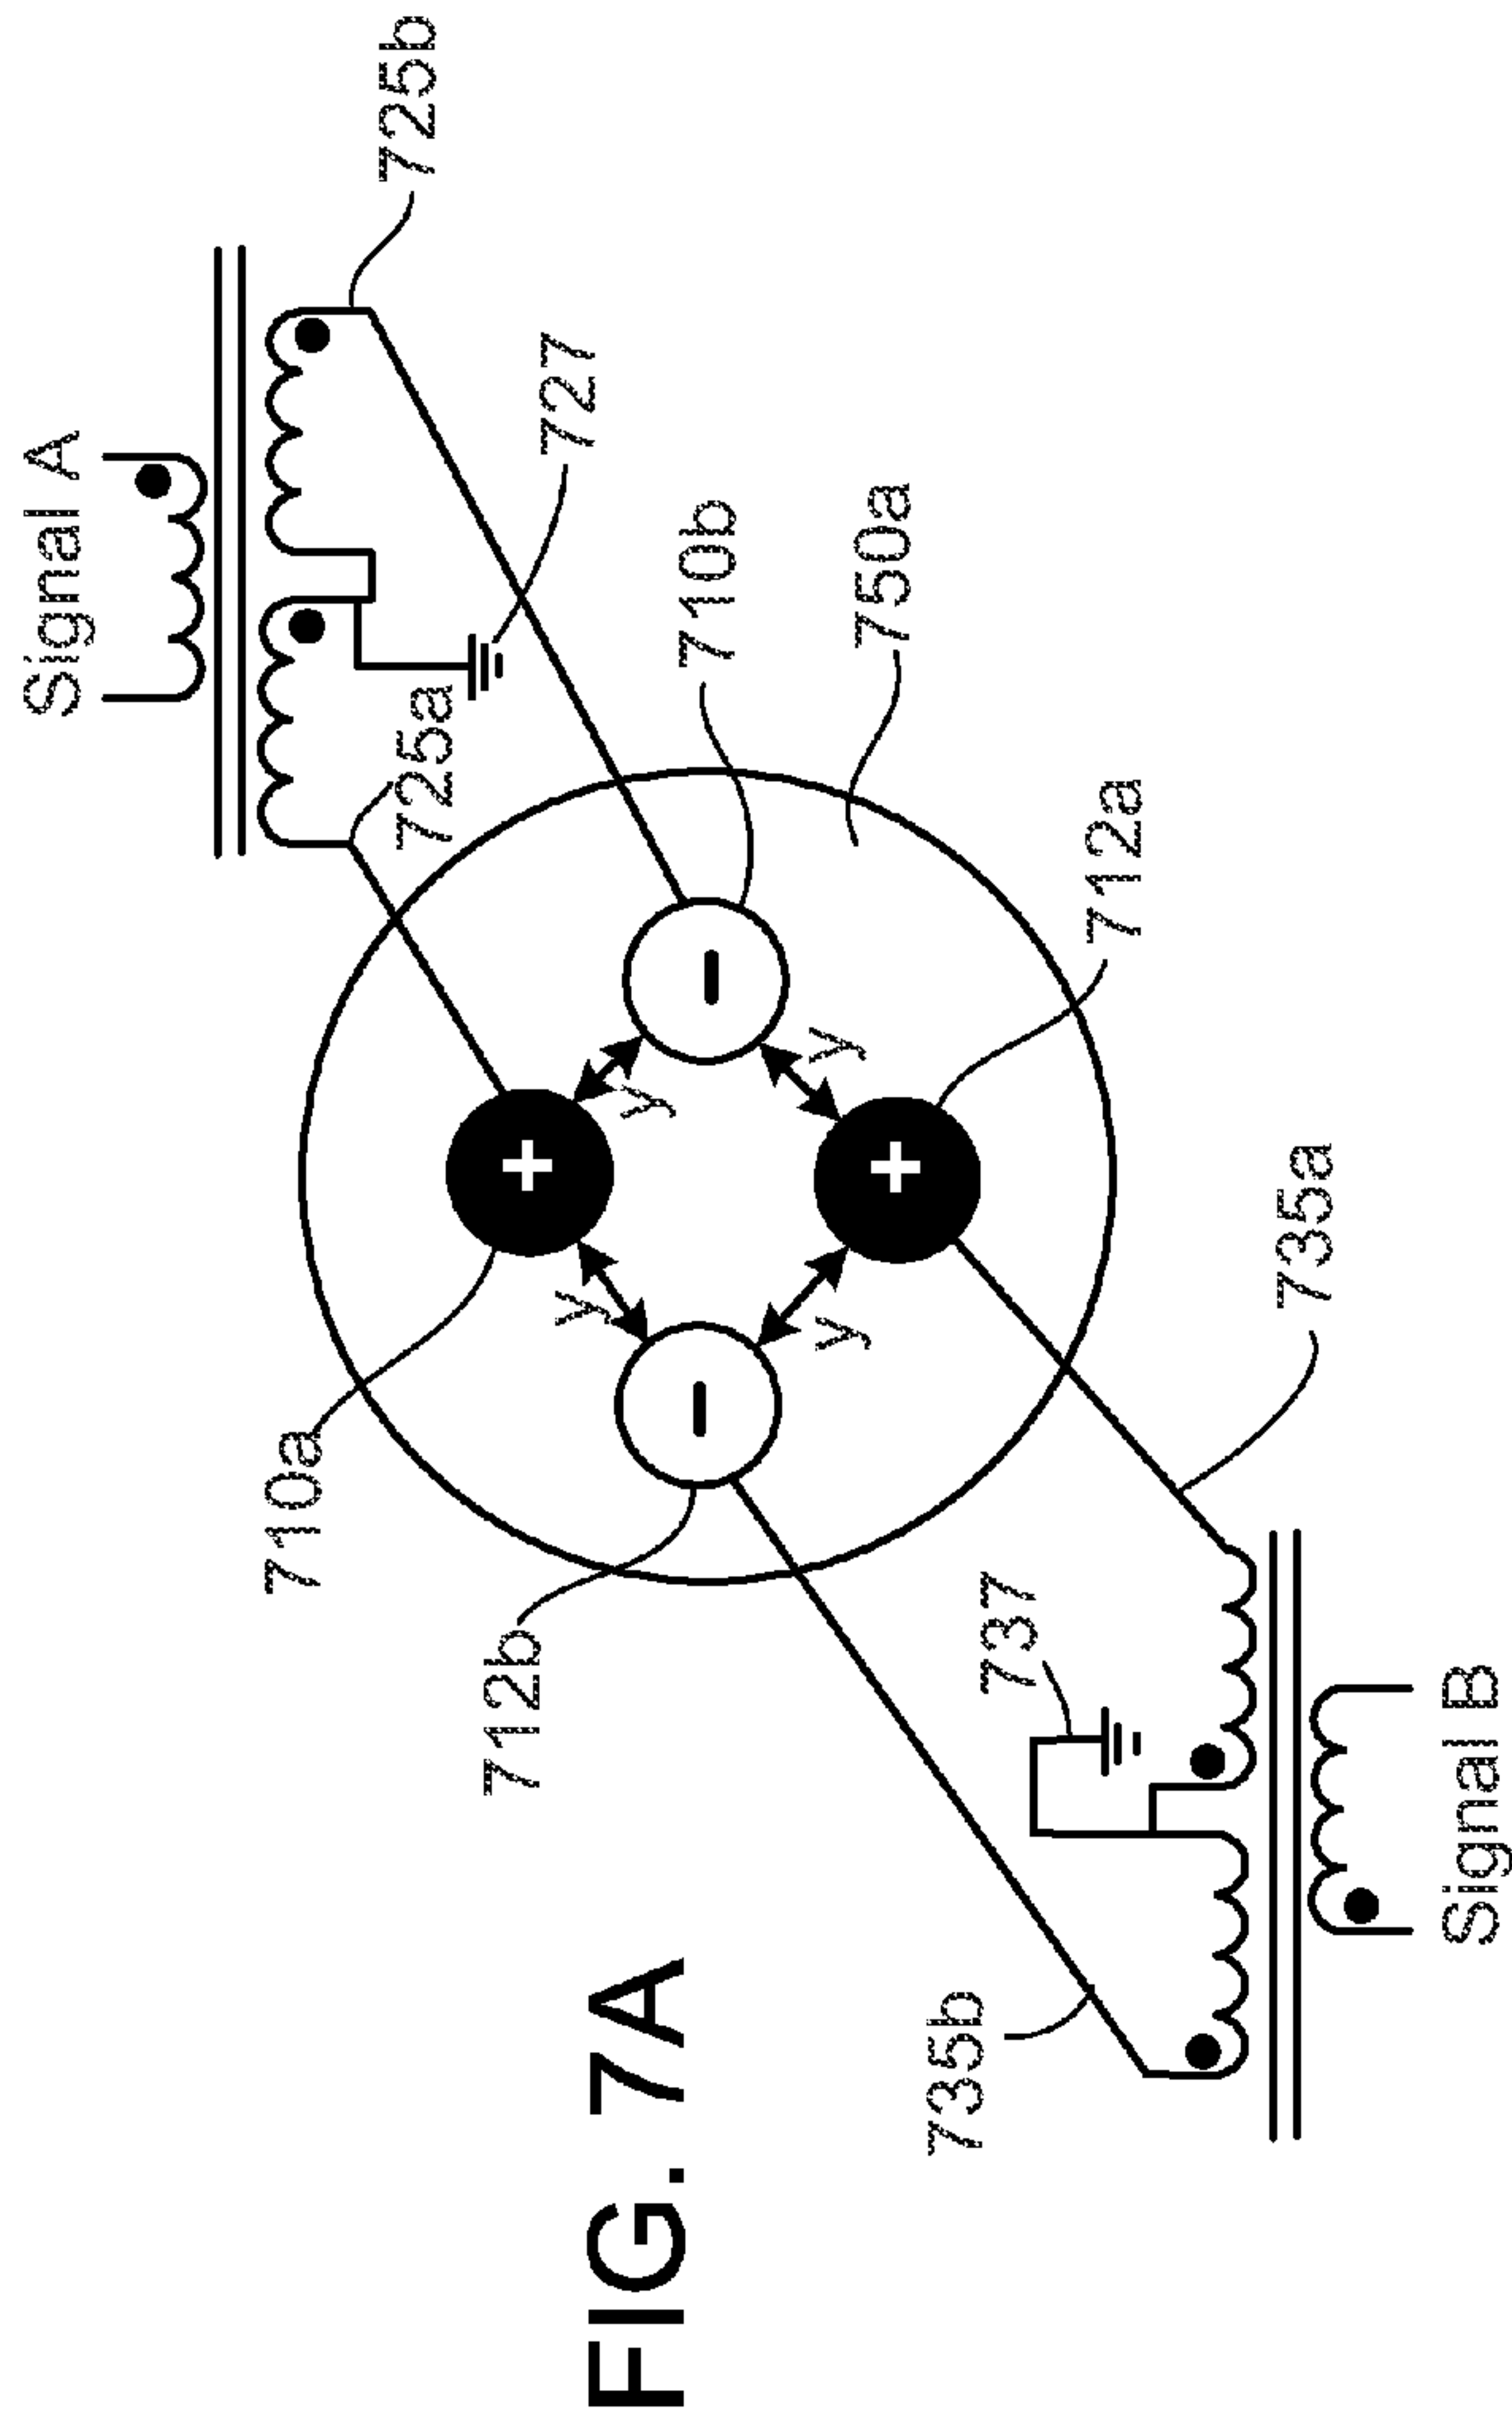 Signal A
710a
725a
725b
712b
+
727
y
y
FIG. 7A
−
−
710b
y
y
750a
+
735b
737
712a
735a
Signal B